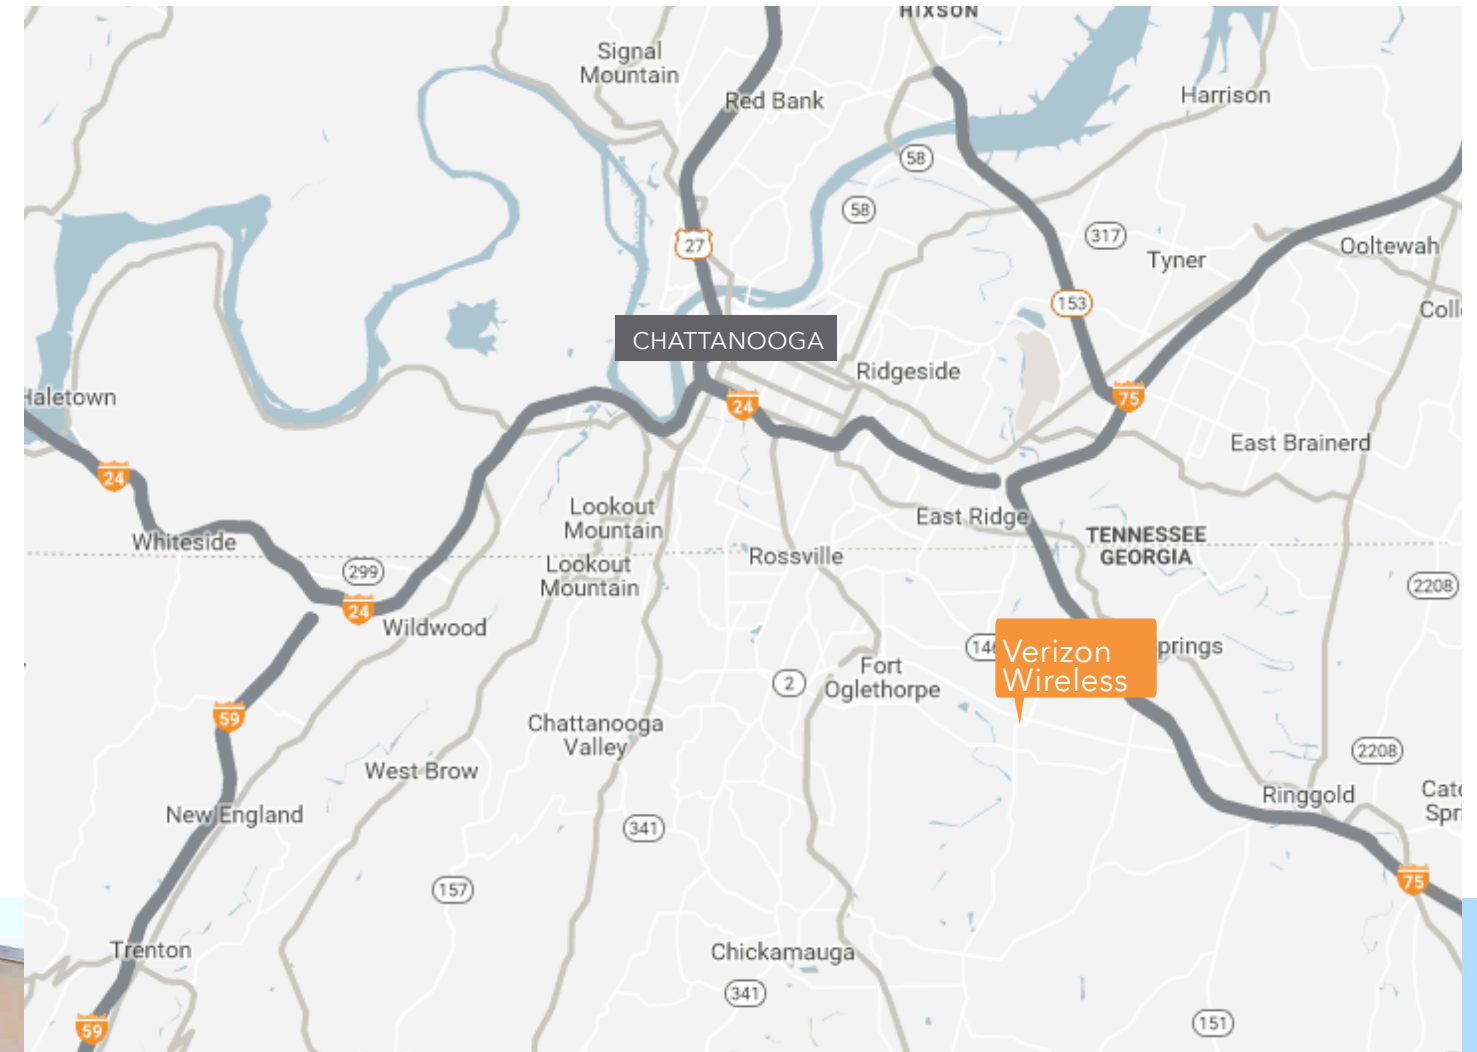 HIXSON
Signal
Mountain
Red Bank
Harrison
58
58
317
27
Tyner
Ooltewah
153
CHATTANOOGA
Ridgeside
24
75
East Brainerd
24
Whiteside
Lookout
Mountain
East Ridge
TENNESSEE
GEORGIA
Rossville
Lookout
Mountain
299
24
2208
Wildwood
Verizon
Wireless
Fort
Oglethorpe
2
59
Chattanooga
Valley
West Brow
2208
Ringgold
New England
341
75
157
Trenton
Chickamauga
341
151
59